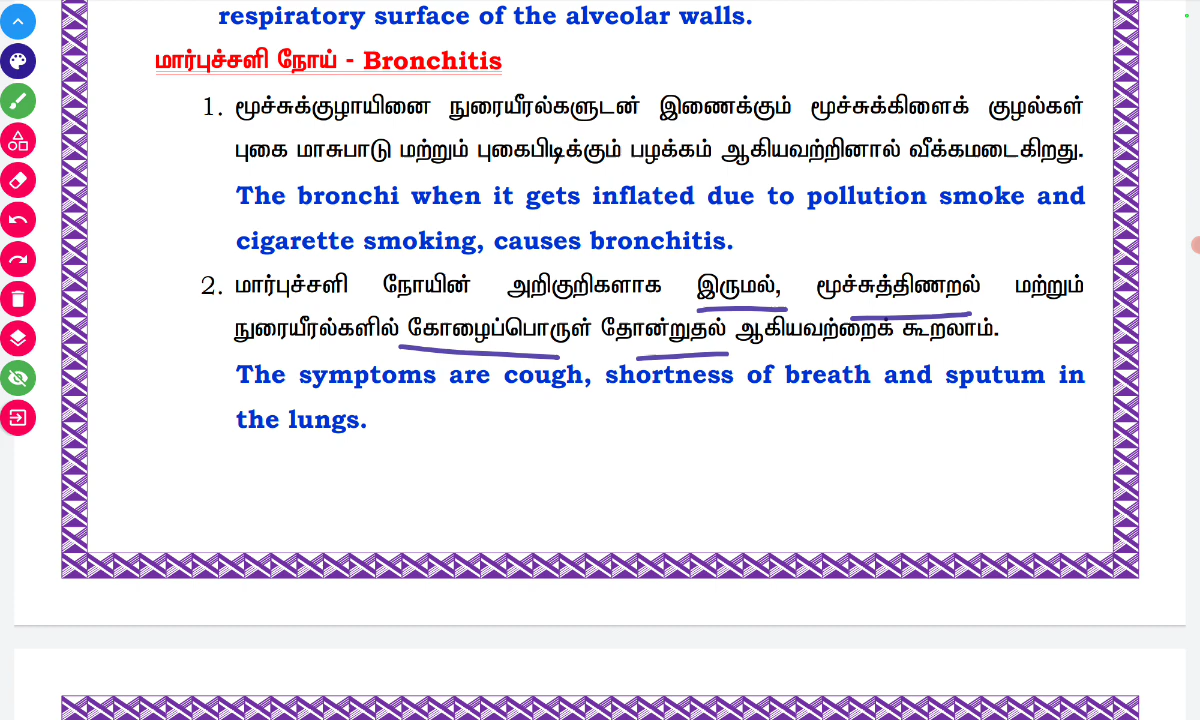 respiratory surface of the alveolar walls.
மார்புச்சளி நோய் - Bronchitis
1. மூச்சுக்குழாயினை நுரையீரல்களுடன் இணைக்கும் மூச்சுக்கிளைக் குழல்கள்
புகை மாசுபாடு மற்றும் புகைபிடிக்கும் பழக்கம் ஆகியவற்றினால் வீக்கமடைகிறது.
The bronchi when it gets inflated due to pollution smoke and
cigarette smoking, causes bronchitis.
2. மார்புச்சளி நோயின் அறிகுறிகளாக இருமல், மூச்சுத்திணறல் மற்றும்
நுரையீரல்களில் கோழைப்பொருள் தோன்றுதல் ஆகியவற்றைக் கூறலாம்.
The symptoms are cough, shortness of breath and sputum in
the lungs.